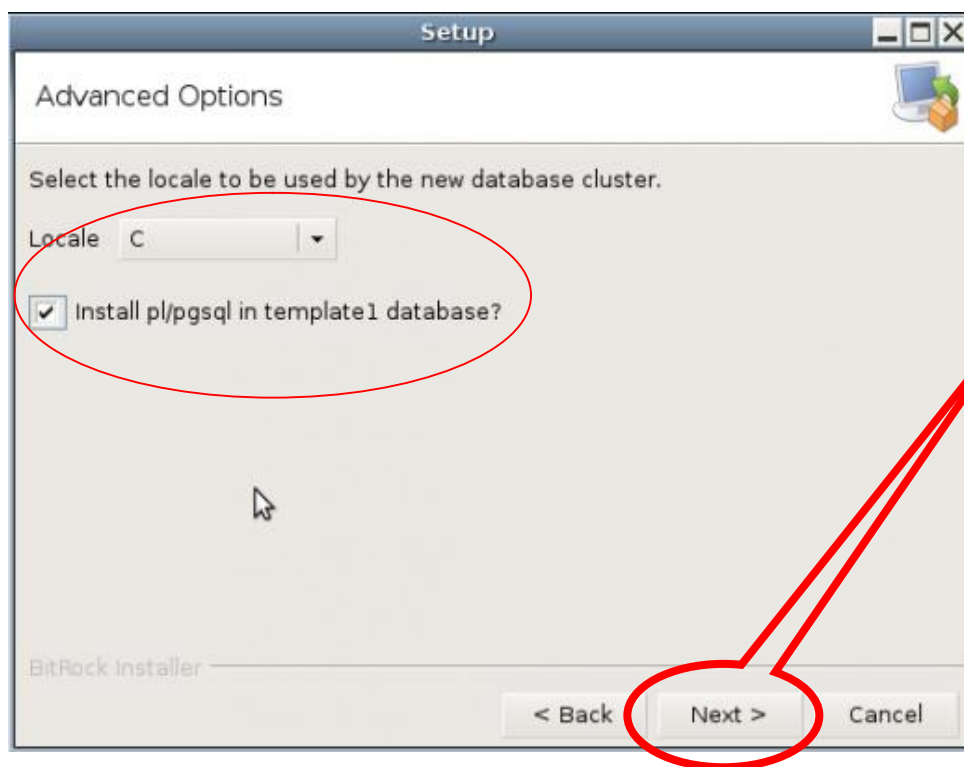 Setup
Advanced Options
Select the locale to be used by the new database cluster.
Locale C
Install pl/pgsql in template1 database?
BitRock Installer
< Back Next > Cancel